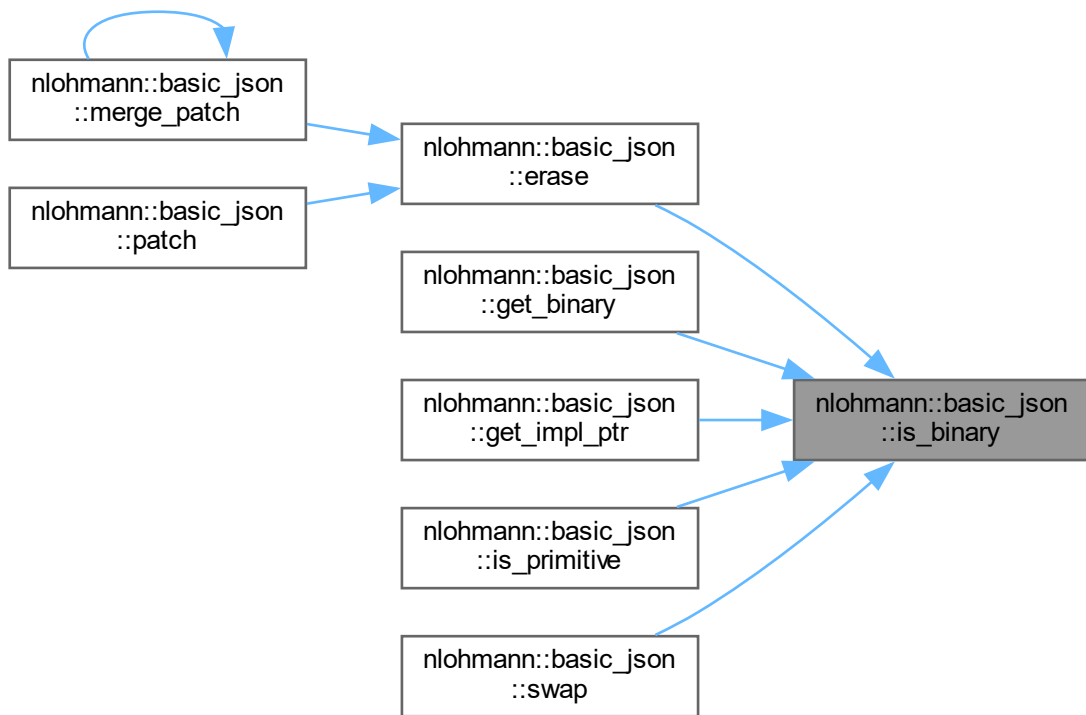 nlohmann::basic_json
::merge_patch
nlohmann::basic_json
::patch
nlohmann::basic_json
::erase
nlohmann::basic_json
::get_binary
nlohmann::basic_json
::get_impl_ptr
nlohmann::basic_json
::is_primitive
nlohmann::basic_json
::swap
nlohmann::basic_json
::is_binary